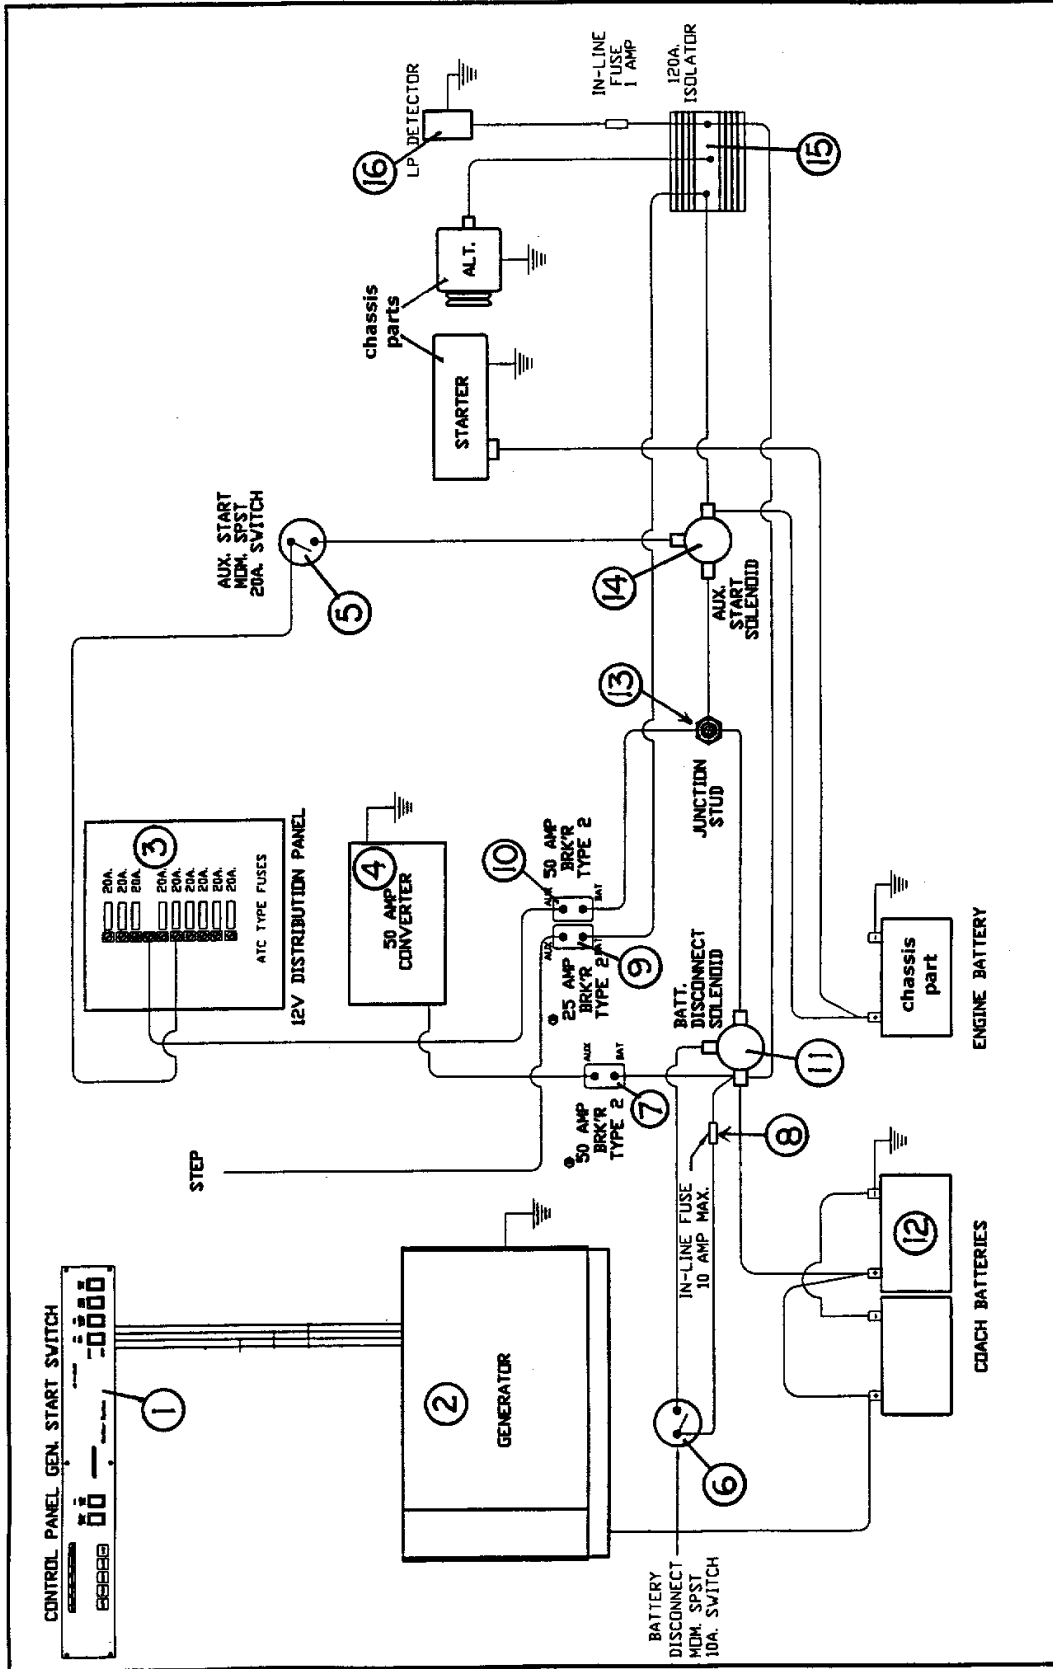 CONTROL PANEL GEN. START SWITCH
1
2
GENERATOR
STEP
20A.
20A.
20A.
20A.
20A.
20A.
20A.
20A.
20A.
3
ATC TYPE FUSES
12V DISTRIBUTION PANEL
4
50 AMP
CONVERTER
AUX. START
MOM. SPST
20A. SWITCH
5
chassis
parts
STARTER
ALT.
16
LP DETECTOR
IN-LINE
FUSE
1 AMP
120A.
ISOLATOR
15
BATTERY
DISCONNECT
MOM. SPST
10A. SWITCH
6
50 AMP
BRK'R
TYPE 2
AUX
BAT
7
IN-LINE FUSE
10 AMP MAX.
8
25 AMP
BRK'R
TYPE 2
AUX
BAT
9
10
50 AMP
BRK'R
TYPE 2
AUX
BAT
BATT.
DISCONNECT
SOLENOID
11
JUNCTION
STUD
13
AUX.
START
SOLENOID
14
12
COACH BATTERIES
chassis
part
ENGINE BATTERY